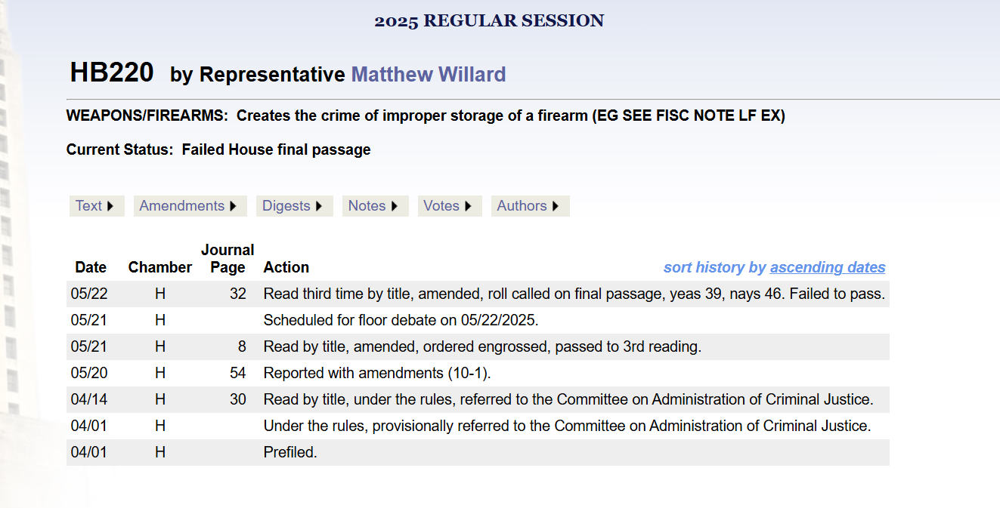 2025 REGULAR SESSION
HB220 by Representative Matthew Willard
WEAPONS/FIREARMS: Creates the crime of improper storage of a firearm (EG SEE FISC NOTE LF EX)
Current Status: Failed House final passage
Text Amendments Digests Notes Votes Authors
Date Chamber Journal Page Action sort history by ascending dates
05/22 H 32 Read third time by title, amended, roll called on final passage, yeas 39, nays 46. Failed to pass.
05/21 H Scheduled for floor debate on 05/22/2025.
05/21 H 8 Read by title, amended, ordered engrossed, passed to 3rd reading.
05/20 H 54 Reported with amendments (10-1).
04/14 H 30 Read by title, under the rules, referred to the Committee on Administration of Criminal Justice.
04/01 H Under the rules, provisionally referred to the Committee on Administration of Criminal Justice.
04/01 H Prefiled.